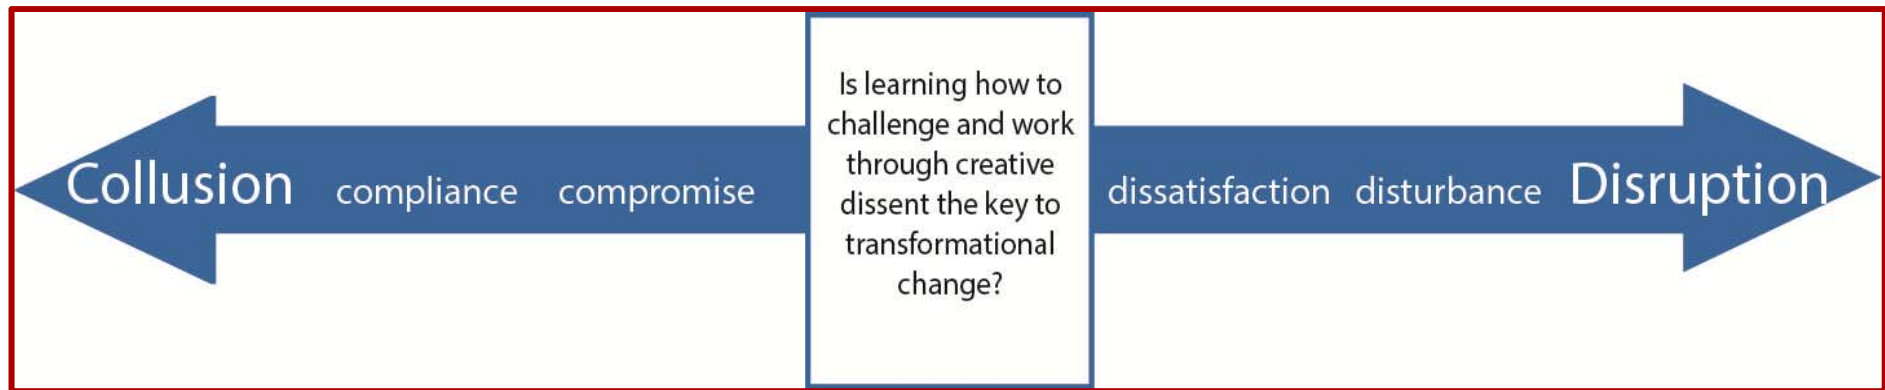 Collusion compliance compromise
Is learning how to
challenge and work
through creative
dissent the key to
transformational
change?
dissatisfaction disturbance Disruption